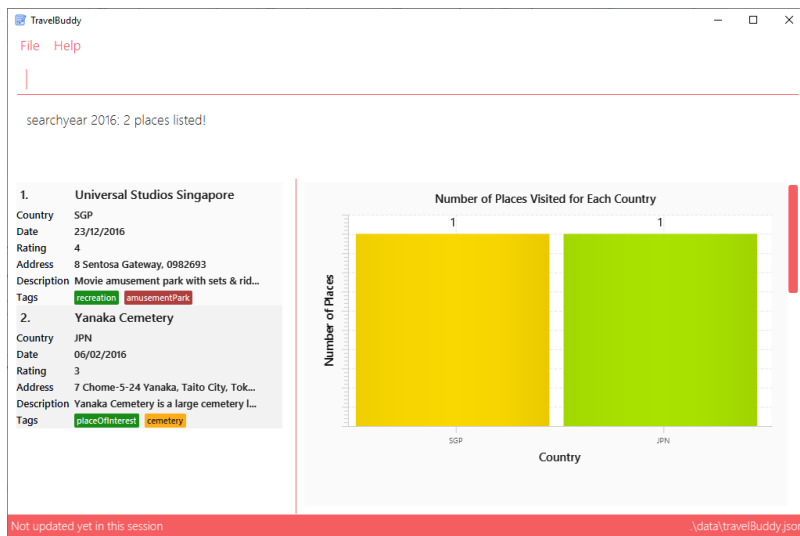 TravelBuddy
File Help
searchyear 2016: 2 places listed!
1. Universal Studios Singapore
Country SGP
Date 23/12/2016
Rating 4
Address 8 Sentosa Gateway, 0982693
Description Movie amusement park with sets & rid...
Tags recreation amusementPark
2. Yanaka Cemetery
Country JPN
Date 06/02/2016
Rating 3
Address 7 Chome-5-24 Yanaka, Taito City, Tok...
Description Yanaka Cemetery is a large cemetery l...
Tags placeOfInterest cemetery
Number of Places Visited for Each Country
1 1
Number of Places
SGP JPN
Country
Not updated yet in this session .\data\travelBuddy.json